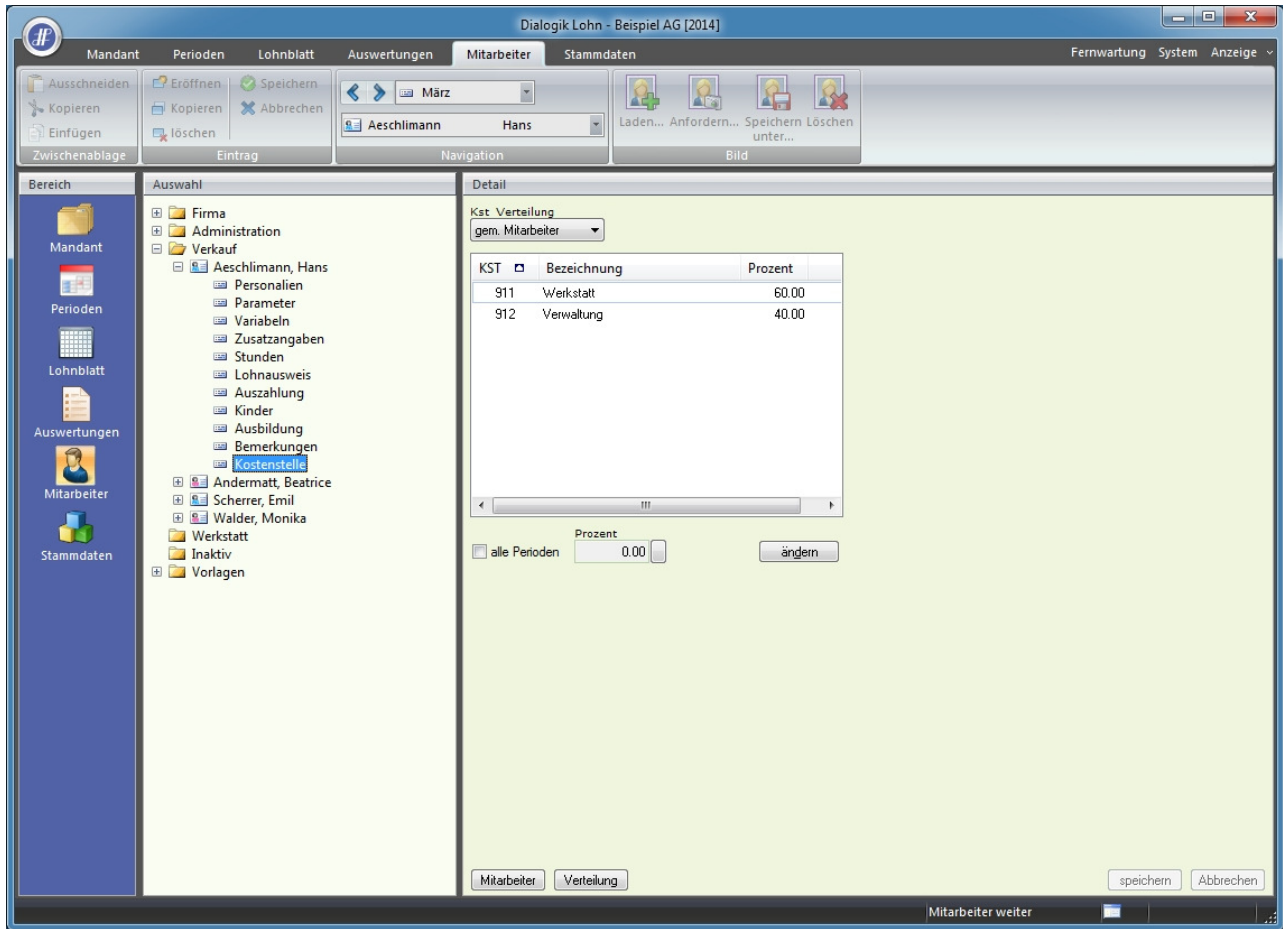 Dialogik Lohn - Beispiel AG [2014]
Mandant Perioden Lohnblatt Auswertungen Mitarbeiter Stammdaten Fernwartung System Anzeige
Ausschneiden Eröffnen Speichern
Kopieren Kopieren Abbrechen
Einfügen löschen
März
Aeschlimann Hans
Laden... Anfordern... Speichern unter... Löschen
Zwischenablage Eintrag Navigation Bild
Bereich
Mandant
Perioden
Lohnblatt
Auswertungen
Mitarbeiter
Stammdaten
Auswahl
Firma
Administration
Verkauf
Aeschlimann, Hans
Personalien
Parameter
Variabeln
Zusatzangaben
Stunden
Lohnausweis
Auszahlung
Kinder
Ausbildung
Bemerkungen
Kostenstelle
Andermatt, Beatrice
Scherrer, Emil
Walder, Monika
Werkstatt
Inaktiv
Vorlagen
Detail
Kst Verteilung
gem. Mitarbeiter
KST Bezeichnung Prozent
911 Werkstatt 60.00
912 Verwaltung 40.00
Prozent
alle Perioden 0.00 ändern
Mitarbeiter Verteilung speichern Abbrechen
Mitarbeiter weiter